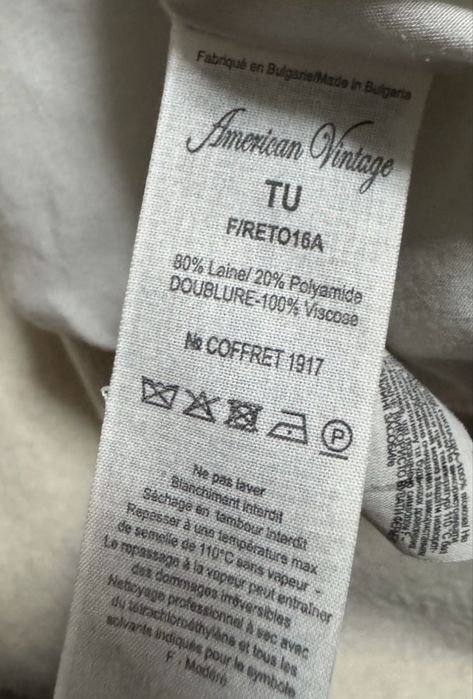 Fabriqué en Bulgarie/Made in Bulgaria
American Vintage
TU
F/RETO16A
80% Laine/ 20% Polyamide
DOUBLURE-100% Viscose
№ COFFRET 1917
P
Ne pas laver
Blanchiment interdit
Séchage en tambour interdit
Repasser à une température max
de semelle de 110°C sans vapeur -
Le repassage à la vapeur peut entraîner
des dommages irréversibles
Nettoyage professionnel à sec avec
du tétrachloroéthylène et tous les
solvants indiqués pour le symbole
F - Modéré